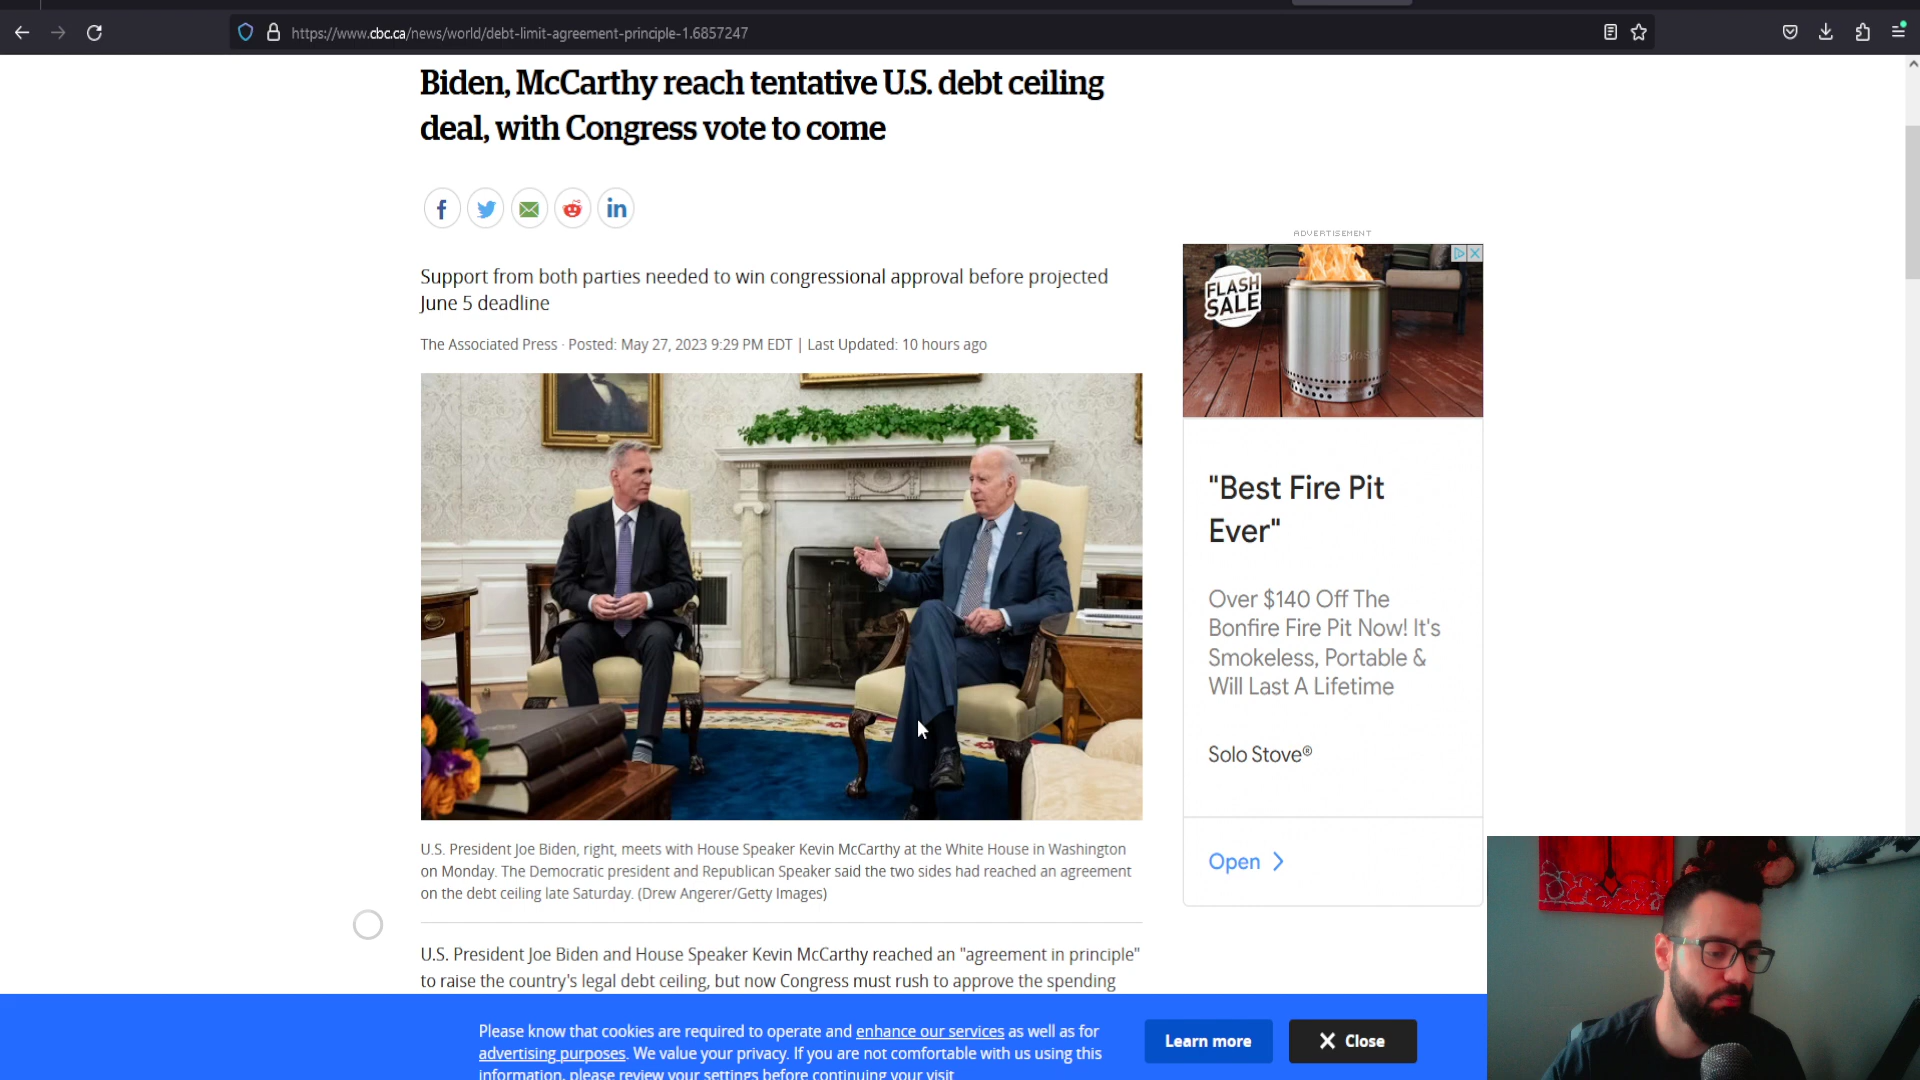 https://www.cbc.ca/news/world/debt-limit-agreement-principle-1.6857247
Biden, McCarthy reach tentative U.S. debt ceiling
deal, with Congress vote to come
Support from both parties needed to win congressional approval before projected
June 5 deadline
The Associated Press · Posted: May 27, 2023 9:29 PM EDT | Last Updated: 10 hours ago
U.S. President Joe Biden, right, meets with House Speaker Kevin McCarthy at the White House in Washington
on Monday. The Democratic president and Republican Speaker said the two sides had reached an agreement
on the debt ceiling late Saturday. (Drew Angerer/Getty Images)
U.S. President Joe Biden and House Speaker Kevin McCarthy reached an "agreement in principle"
to raise the country's legal debt ceiling, but now Congress must rush to approve the spending
ADVERTISEMENT
FLASH
SALE
"Best Fire Pit
Ever"
Over $140 Off The
Bonfire Fire Pit Now! It's
Smokeless, Portable &
Will Last A Lifetime
Solo Stove®
Open
Please know that cookies are required to operate and enhance our services as well as for
advertising purposes. We value your privacy. If you are not comfortable with us using this
information, please review your settings before continuing your visit
Learn more
Close